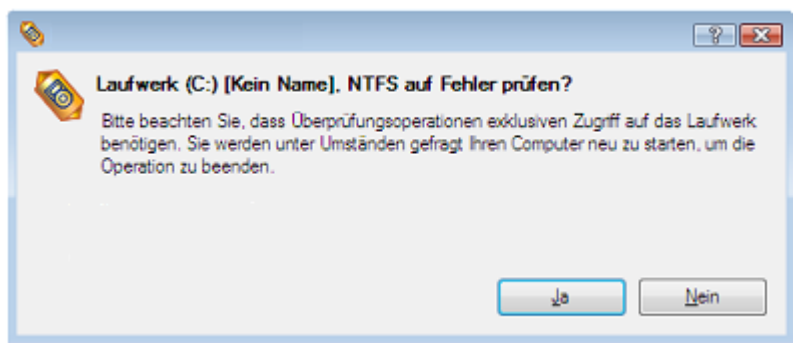 Laufwerk (C:) [Kein Name], NTFS auf Fehler prüfen?
Bitte beachten Sie, dass Überprüfungsoperationen exklusiven Zugriff auf das Laufwerk
benötigen. Sie werden unter Umständen gefragt Ihren Computer neu zu starten, um die
Operation zu beenden.
Ja
Nein